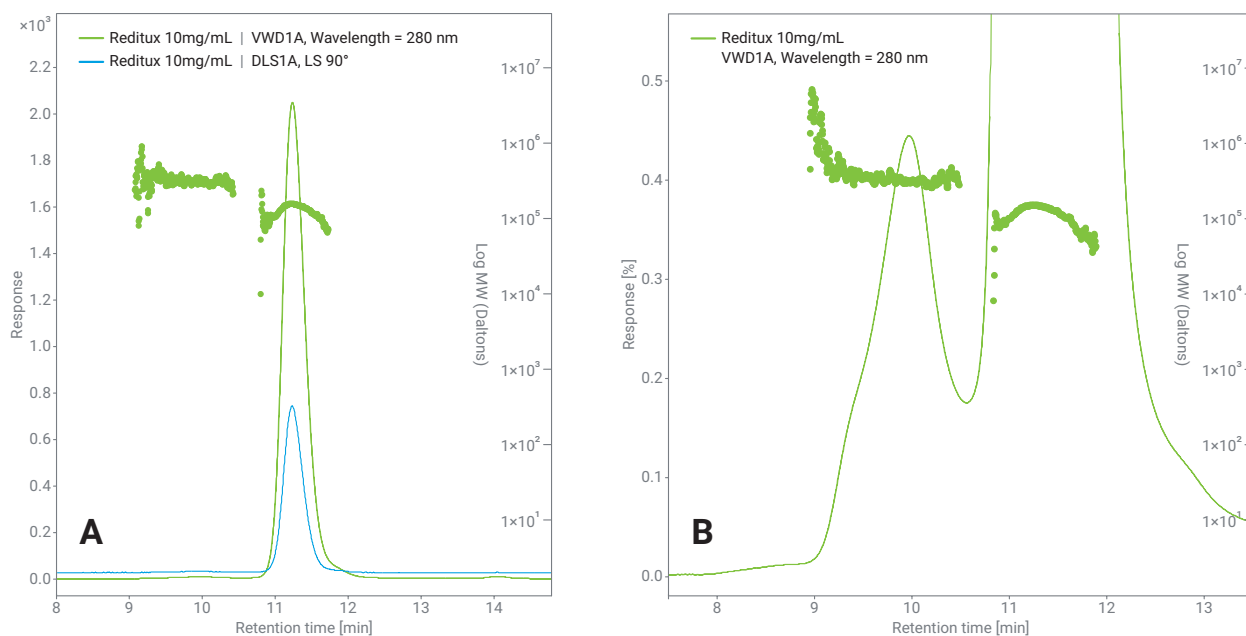 ×10³
Reditux 10mg/mL | VWD1A, Wavelength = 280 nm
Reditux 10mg/mL | DLS1A, LS 90°
2.2
2.0
1.8
1.6
1.4
1.2
1.0
0.8
0.6
0.4
0.2
0.0
Response
1×10⁷
1×10⁶
1×10⁵
1×10⁴
1×10³
1×10²
1×10¹
Log MW (Daltons)
A
8 9 10 11 12 13 14
Retention time [min]
Reditux 10mg/mL
VWD1A, Wavelength = 280 nm
0.5
0.4
0.3
0.2
0.1
0.0
Response [%]
1×10⁷
1×10⁶
1×10⁵
1×10⁴
1×10³
1×10²
1×10¹
Log MW (Daltons)
B
8 9 10 11 12 13
Retention time [min]